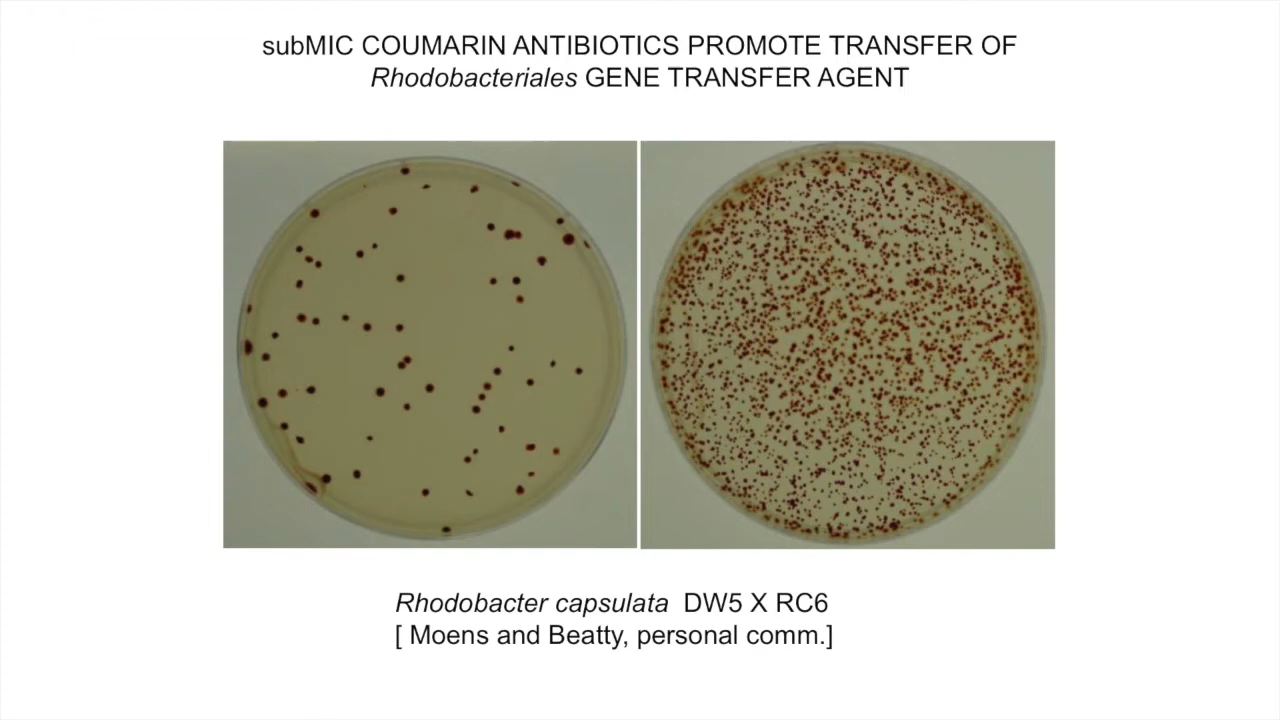 subMIC COUMARIN ANTIBIOTICS PROMOTE TRANSFER OF
Rhodobacteriales GENE TRANSFER AGENT
Rhodobacter capsulata DW5 X RC6
[ Moens and Beatty, personal comm.]